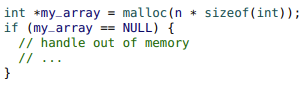 int *my_array = malloc(n * sizeof(int));
if (my_array == NULL) {
  // handle out of memory
  // ...
}